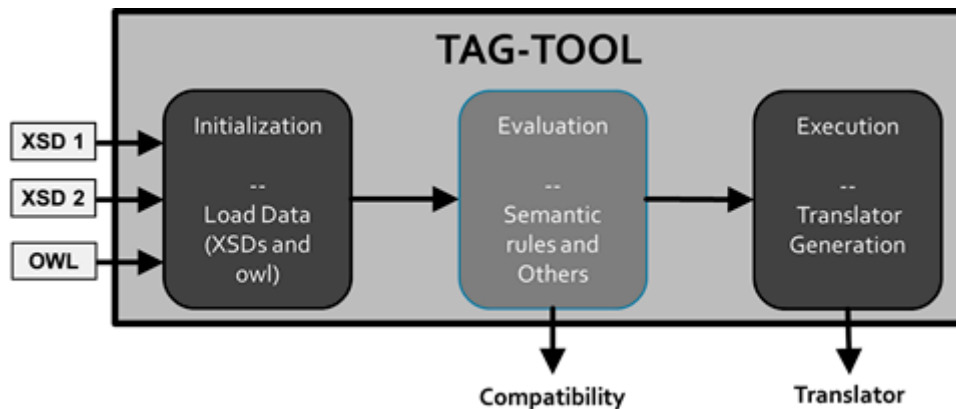 TAG-TOOL
XSD 1
XSD 2
OWL
Initialization
--
Load Data
(XSDs and
owl)
Evaluation
--
Semantic
rules and
Others
Execution
--
Translator
Generation
Compatibility
Translator